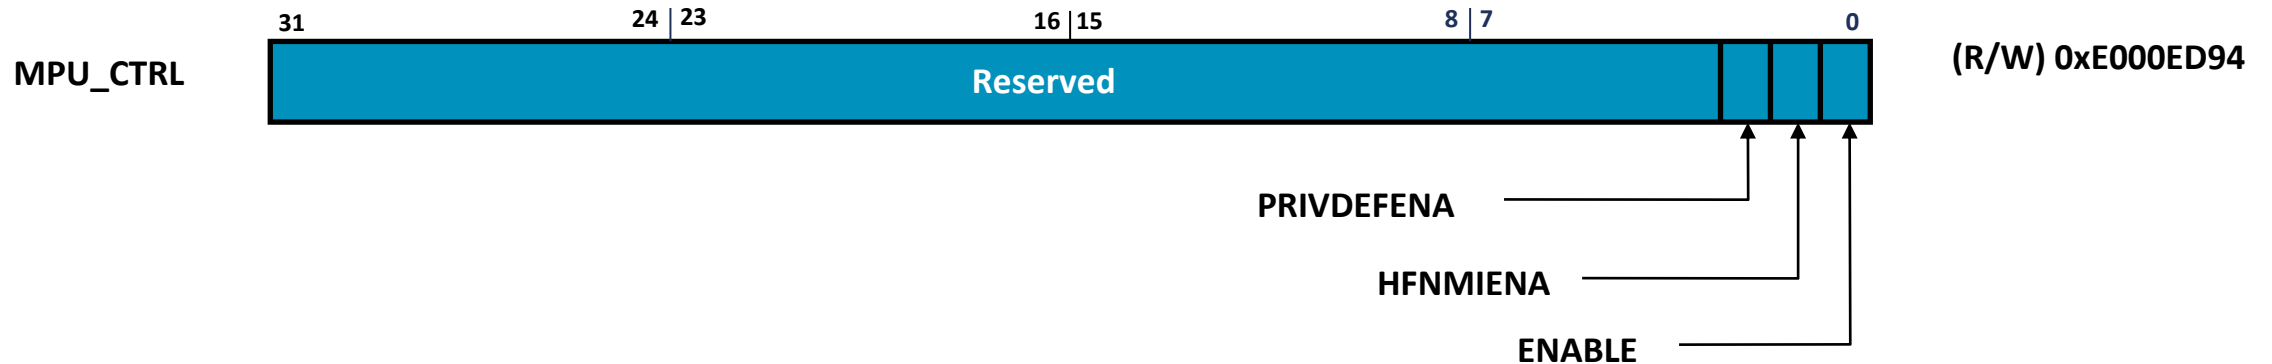 31 24 23 16 15 8 7 0
MPU_CTRL Reserved (R/W) 0xE000ED94
PRIVDEFENA
HFNMIENA
ENABLE